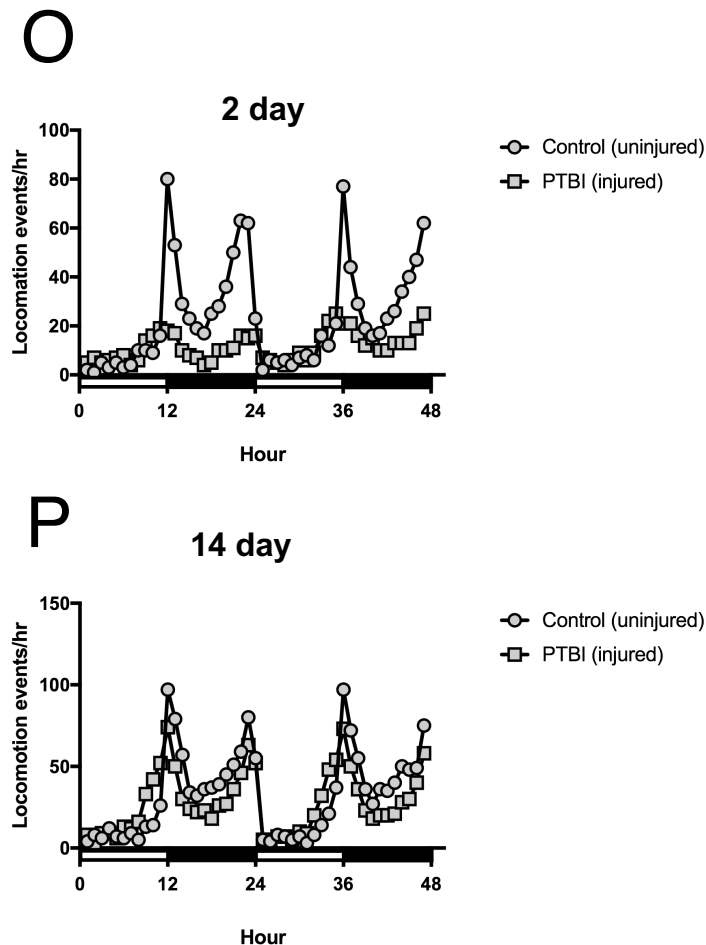 O
2 day
100
80
60
40
20
0
Locomation events/hr
0 12 24 36 48
Hour
Control (uninjured)
PTBI (injured)
P
14 day
150
100
50
0
Locomotion events/hr
0 12 24 36 48
Hour
Control (uninjured)
PTBI (injured)